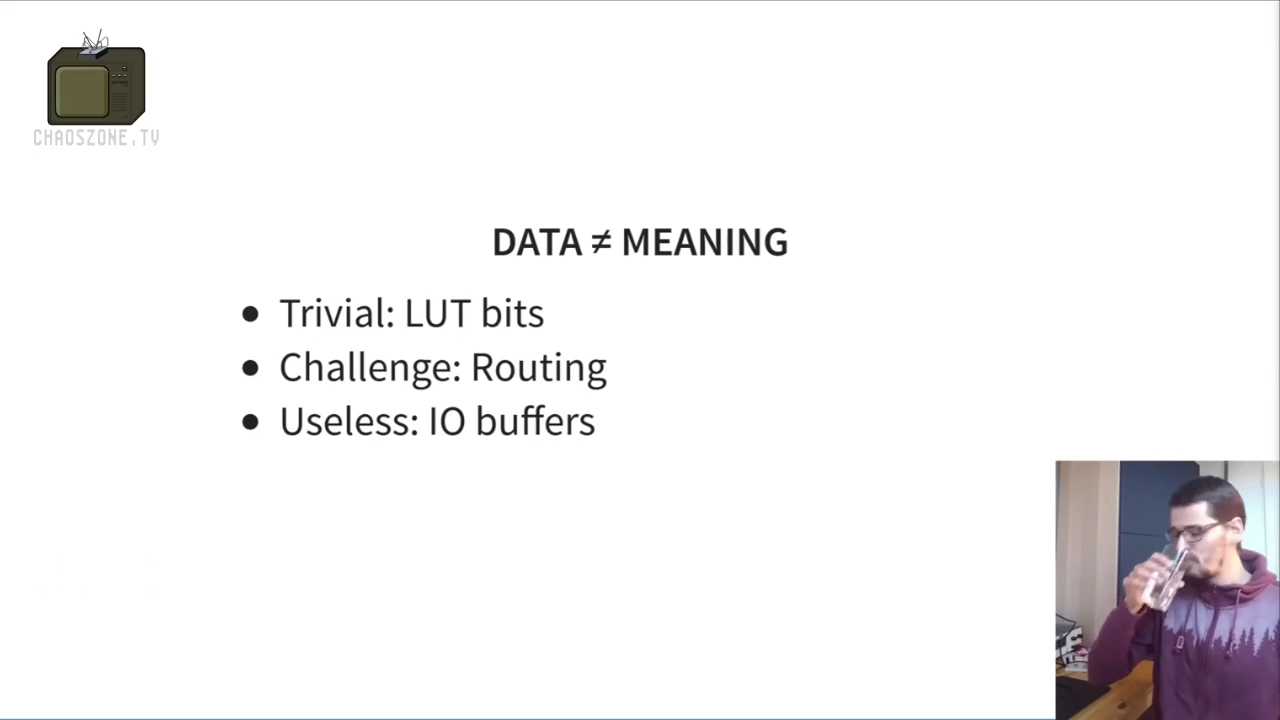 CHAOSZONE.TV
DATA ≠ MEANING
Trivial: LUT bits
Challenge: Routing
Useless: IO buffers